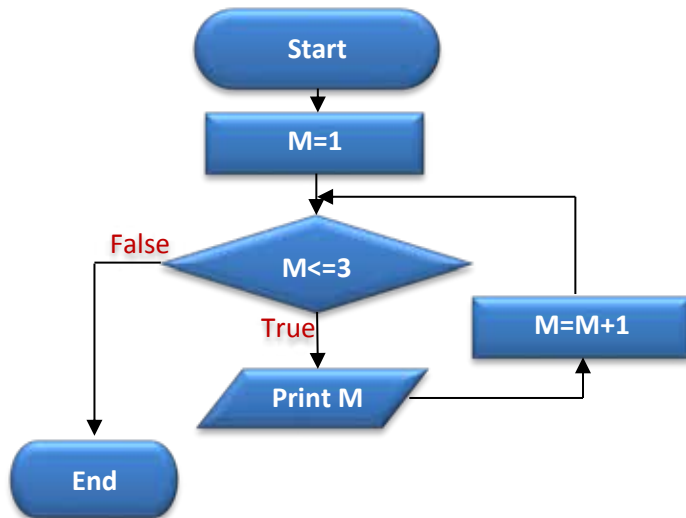 Start
M=1
False
M<=3
True
M=M+1
Print M
End